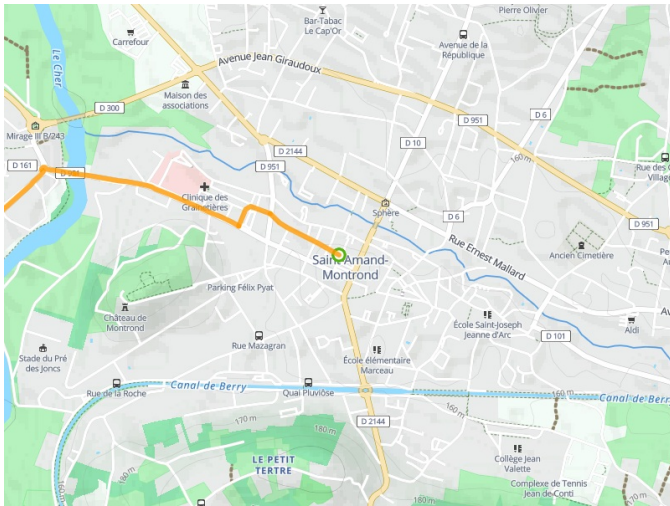 Pierre Olivier
Bar-Tabac
Le Cap'Or
Carrefour
Avenue de la
République
Avenue Jean Giraudoux
Le Cher
Maison des
associations
D 300
D 951
D 6
Mirage III B/243
D 10
D 2144
160 m
D 161
D 951
Rue des
Village
Clinique des
Grainetières
Sphère
D 6
D 951
Rue Ernest Mallard
Ancien Cimetière
Saint-Amand-
Montrond
Parking Félix Pyat
Château de
Montrond
École Saint-Joseph
Jeanne d'Arc
Aldi
D 101
Rue Mazagran
Stade du Pré
des Joncs
École élémentaire
Marceau
Rue de la Roche
Canal de Berry
Quai Pluviôse
160 m
Canal de Berr
170 m
180 m
160 m
D 2144
LE PETIT
TERTRE
Collège Jean
Valette
160 m
180 m
Complexe de Tennis
Jean de Conti